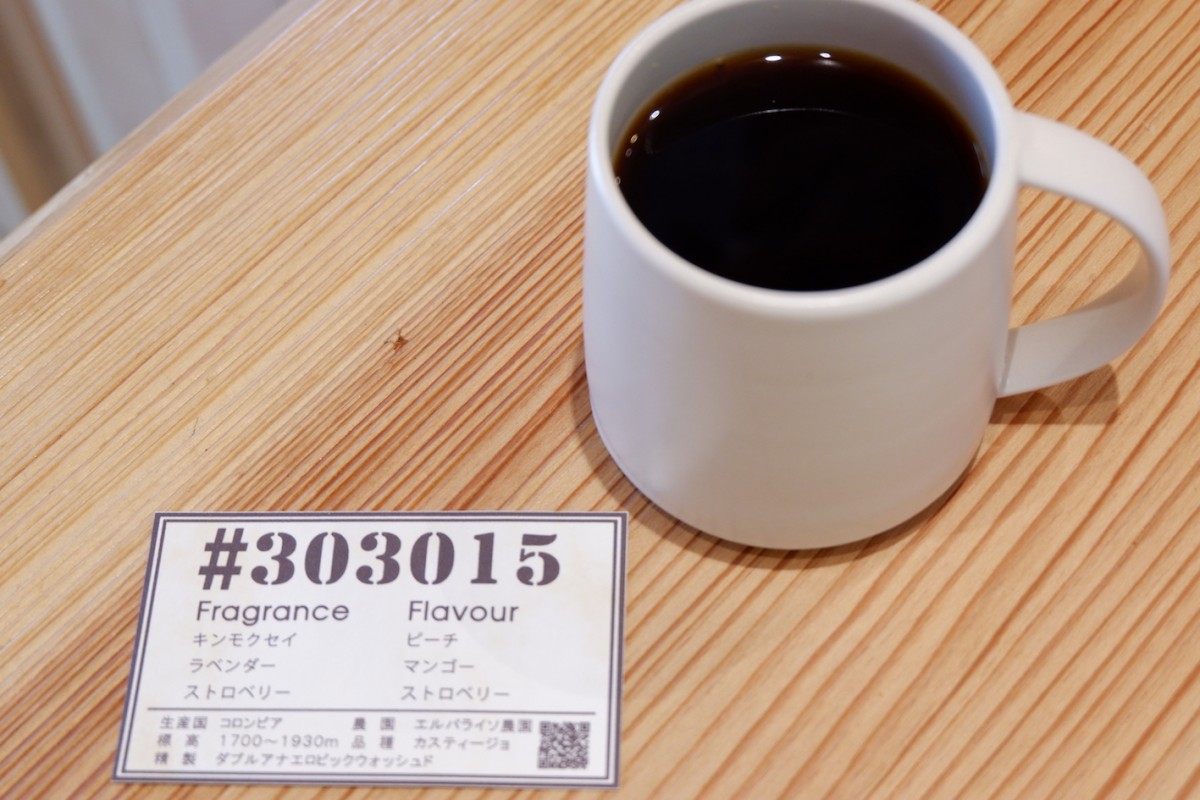 #303015
Fragrance Flavour
キンモクセイ ピーチ
ラベンダー マンゴー
ストロベリー ストロベリー
生産国 コロンビア 農園 エルパライソ農園
標高 1700〜1930m 品種 カスティージョ
精製 ダブルアナエロビックウォッシュド